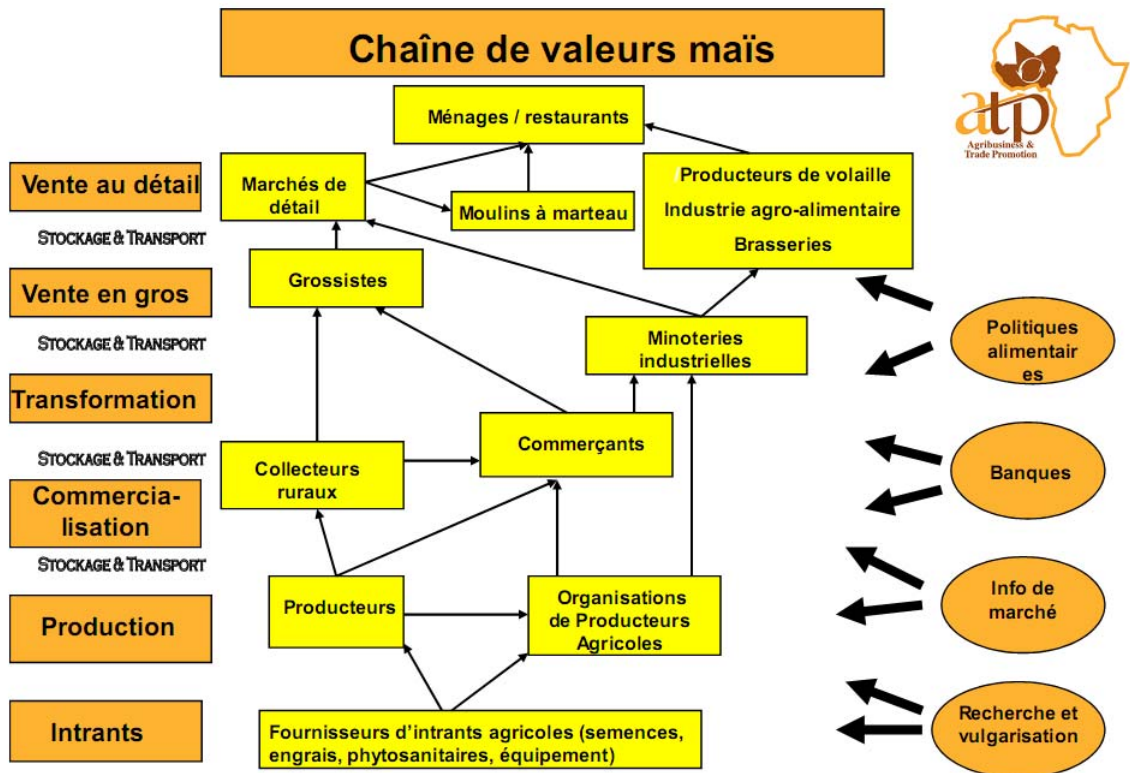 Chaîne de valeurs maïs
atp
Agribusiness &
Trade Promotion
Ménages / restaurants
Vente au détail
Marchés de
détail
Moulins à marteau
/Producteurs de volaille
Industrie agro-alimentaire
Brasseries
STOCKAGE & TRANSPORT
Vente en gros
Grossistes
STOCKAGE & TRANSPORT
Minoteries
industrielles
Politiques
alimentair
es
Transformation
Commerçants
STOCKAGE & TRANSPORT
Collecteurs
ruraux
Banques
Commercia-
lisation
STOCKAGE & TRANSPORT
Producteurs
Organisations
de Producteurs
Agricoles
Info de
marché
Production
Intrants
Fournisseurs d'intrants agricoles (semences,
engrais, phytosanitaires, équipement)
Recherche et
vulgarisation